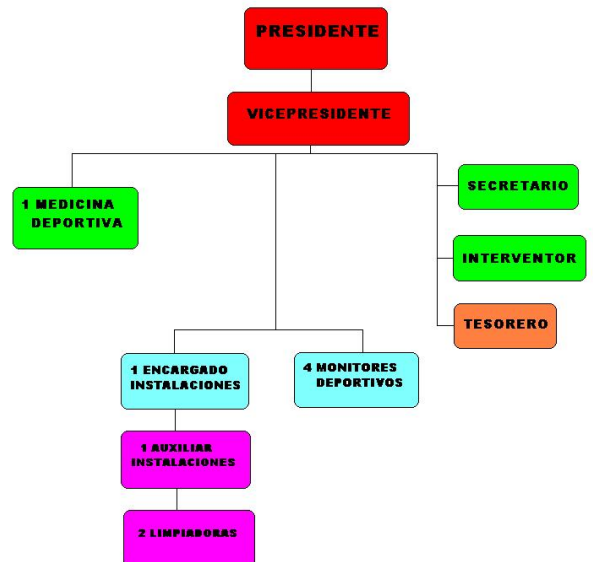 PRESIDENTE
VICEPRESIDENTE
1 MEDICINA
DEPORTIVA
SECRETARIO
INTERVENTOR
TESORERO
1 ENCARGADO
INSTALACIONES
4 MONITORES
DEPORTIVOS
1 AUXILIAR
INSTALACIONES
2 LIMPIADORAS